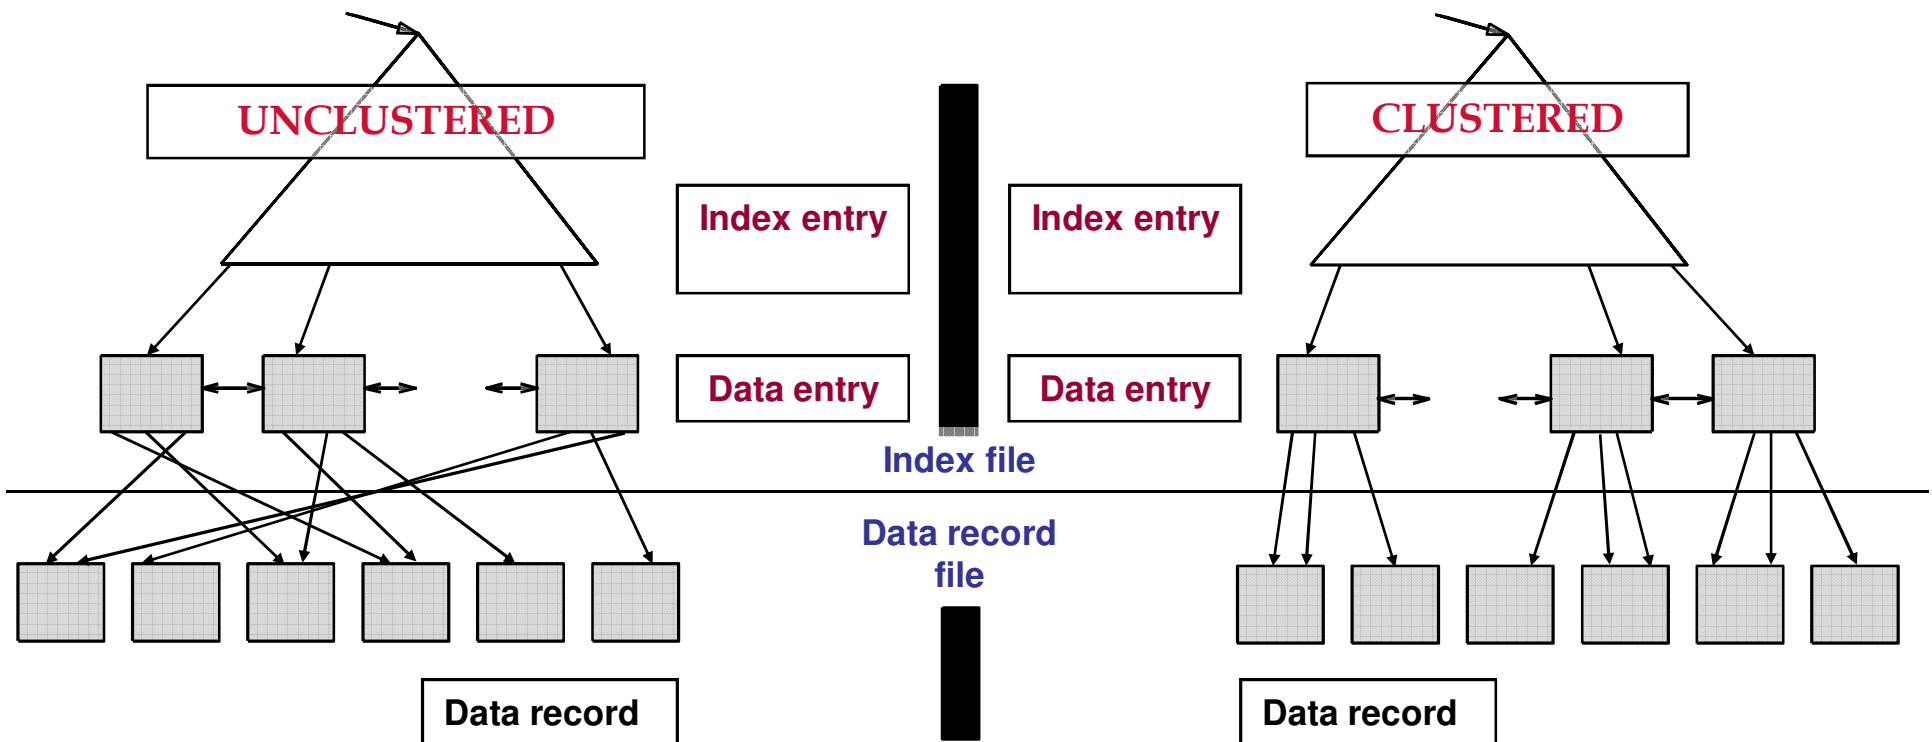 UNCLUSTERED
CLUSTERED
Index entry
Index entry
Data entry
Data entry
Index file
Data record
file
Data record
Data record